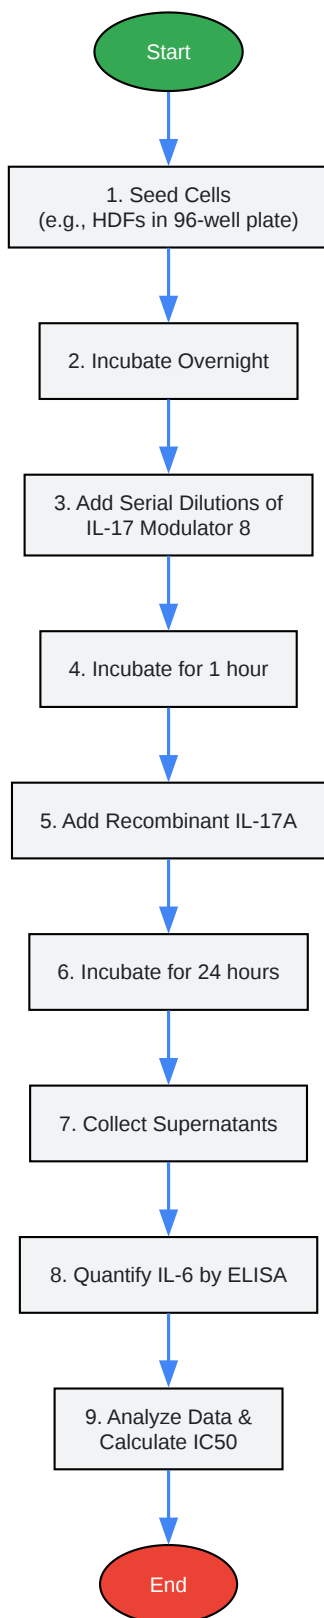 Start
1. Seed Cells
(e.g., HDFs in 96-well plate)
2. Incubate Overnight
3. Add Serial Dilutions of
IL-17 Modulator 8
4. Incubate for 1 hour
5. Add Recombinant IL-17A
6. Incubate for 24 hours
7. Collect Supernatants
8. Quantify IL-6 by ELISA
9. Analyze Data &
Calculate IC50
End